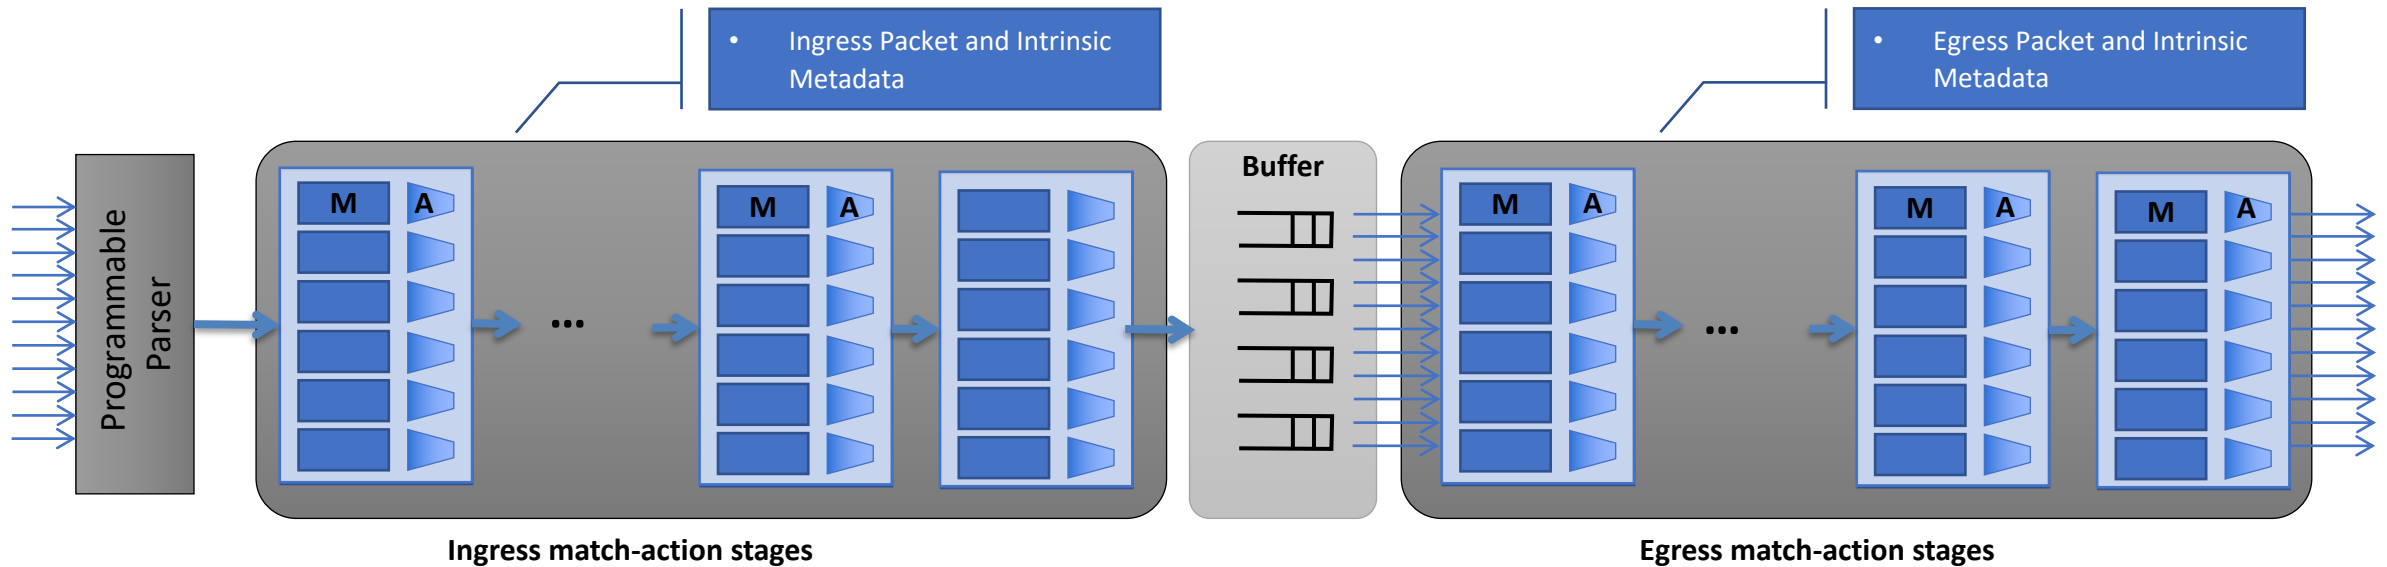 • Ingress Packet and Intrinsic
Metadata
• Egress Packet and Intrinsic
Metadata
Programmable
Parser
M A
...
M A
Buffer
M A
...
M A
M A
Ingress match-action stages
Egress match-action stages